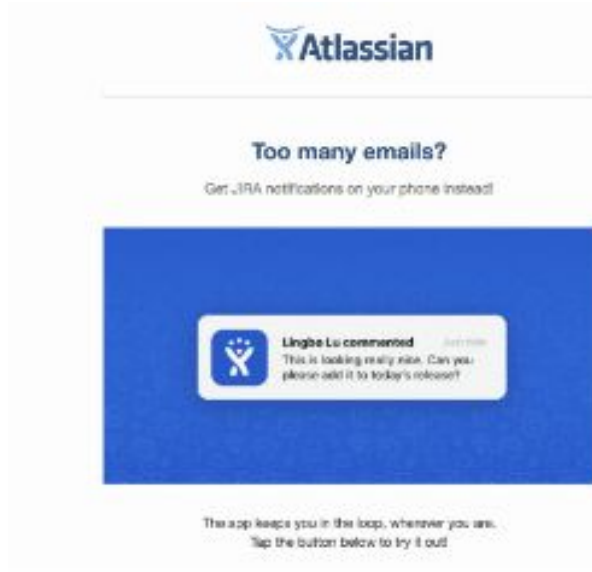 Atlassian
Too many emails?
Get JIRA notifications on your phone instead!
Lingbo Lu commented
This is looking really nice. Can you
please add it to today's release?
The app keeps you in the loop, wherever you are.
Tap the button below to try it out!